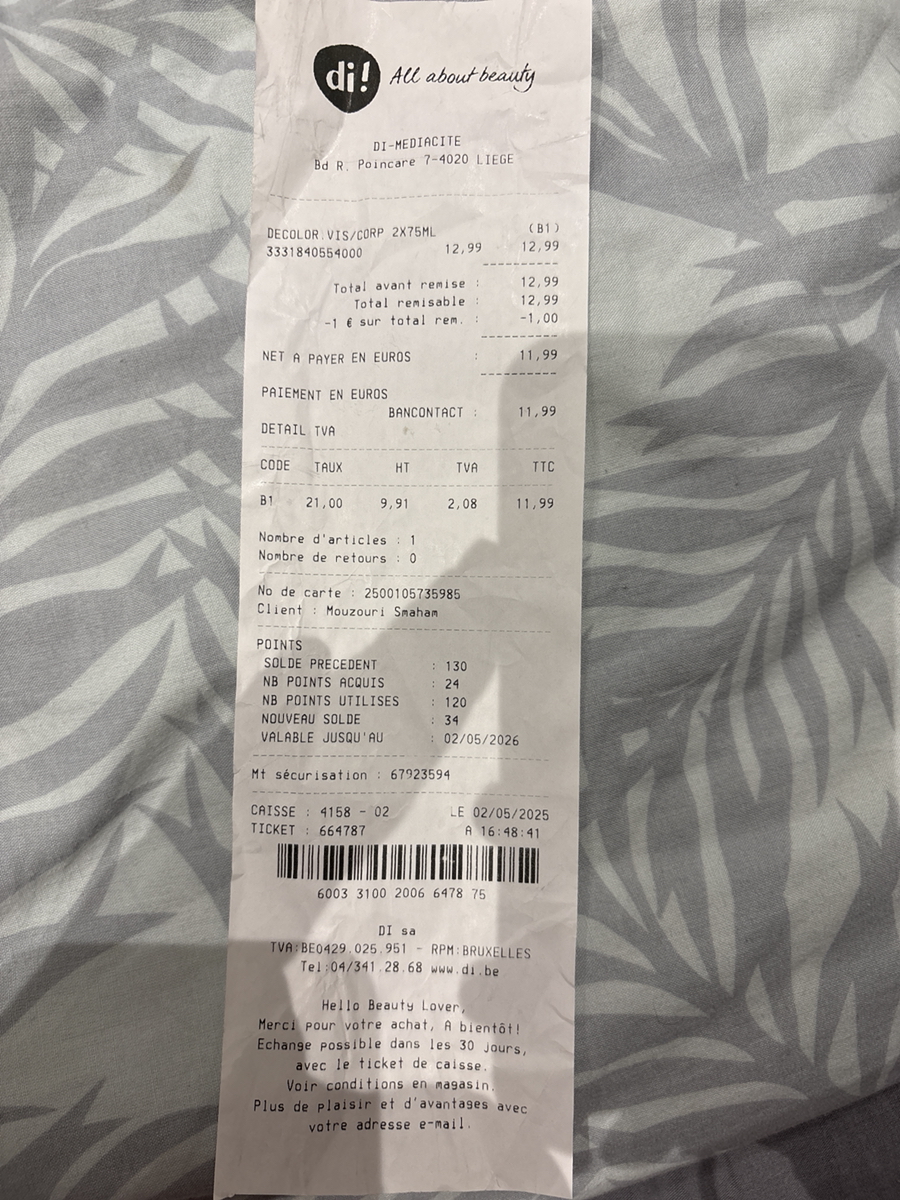 di! All about beauty
DI-MEDIACITE
Bd R. Poincare 7-4020 LIEGE
DECOLOR.VIS/CORP 2X75ML (B1)
3331840554000 12,99 12,99
Total avant remise : 12,99
Total remisable : 12,99
-1 € sur total rem. : -1,00
NET A PAYER EN EUROS : 11,99
PAIEMENT EN EUROS
BANCONTACT : 11,99
DETAIL TVA
CODE TAUX HT TVA TTC
B1 21,00 9,91 2,08 11,99
Nombre d'articles : 1
Nombre de retours : 0
No de carte : 2500105735985
Client : Mouzouri Smaham
POINTS
SOLDE PRECEDENT : 130
NB POINTS ACQUIS : 24
NB POINTS UTILISES : 120
NOUVEAU SOLDE : 34
VALABLE JUSQU'AU : 02/05/2026
Mt sécurisation : 67923594
CAISSE : 4158 - 02 LE 02/05/2025
TICKET : 664787 A 16:48:41
6003 3100 2006 6478 75
DI sa
TVA:BE0429.025.951 - RPM:BRUXELLES
Tel:04/341.28.68 www.di.be
Hello Beauty Lover,
Merci pour votre achat, A bientôt!
Echange possible dans les 30 jours,
avec le ticket de caisse.
Voir conditions en magasin.
Plus de plaisir et d'avantages avec
votre adresse e-mail.